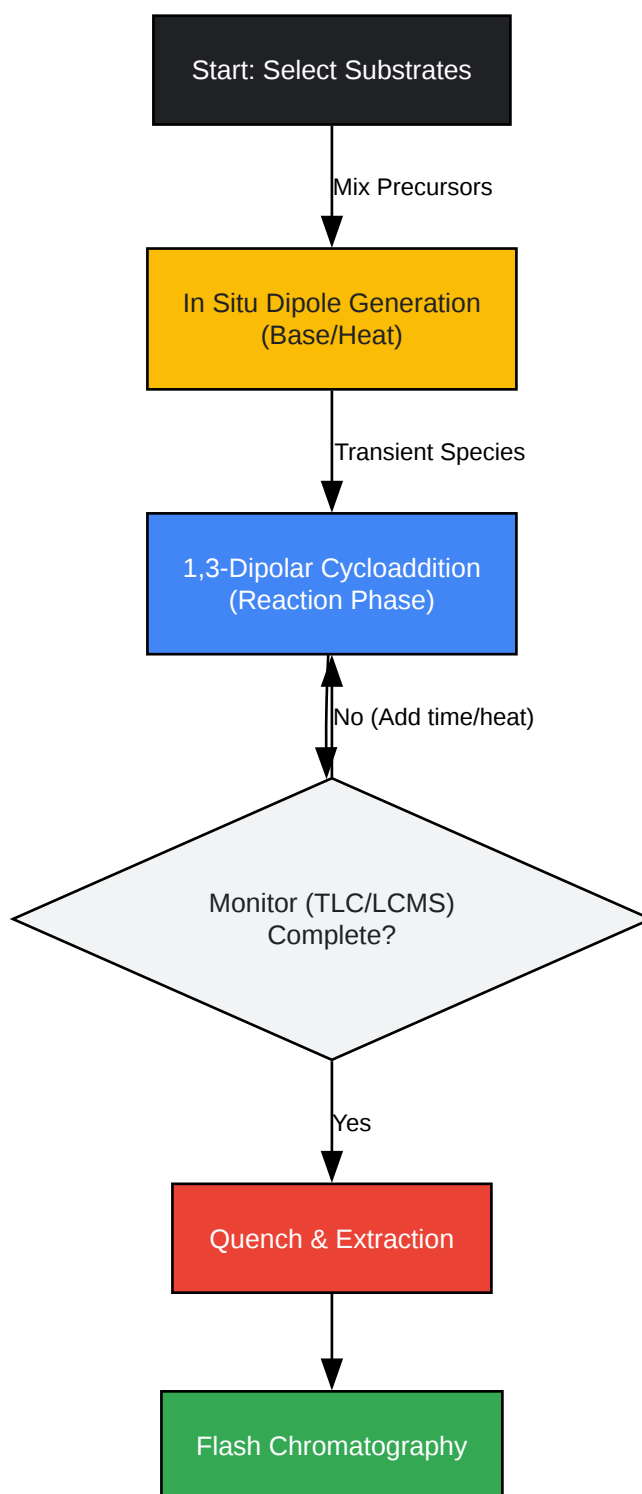 Start: Select Substrates
Mix Precursors
In Situ Dipole Generation
(Base/Heat)
Transient Species
1,3-Dipolar Cycloaddition
(Reaction Phase)
No (Add time/heat)
Monitor (TLC/LCMS)
Complete?
Yes
Quench & Extraction
Flash Chromatography